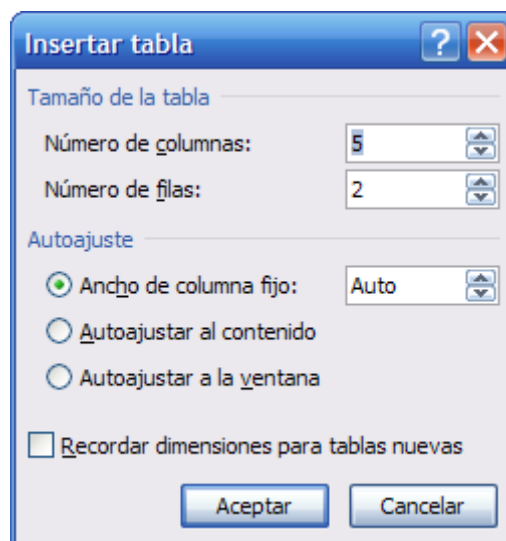 Insertar tabla
Tamaño de la tabla
Número de columnas: 5
Número de filas: 2
Autoajuste
Ancho de columna fijo: Auto
Autoajustar al contenido
Autoajustar a la ventana
Recordar dimensiones para tablas nuevas
Aceptar Cancelar